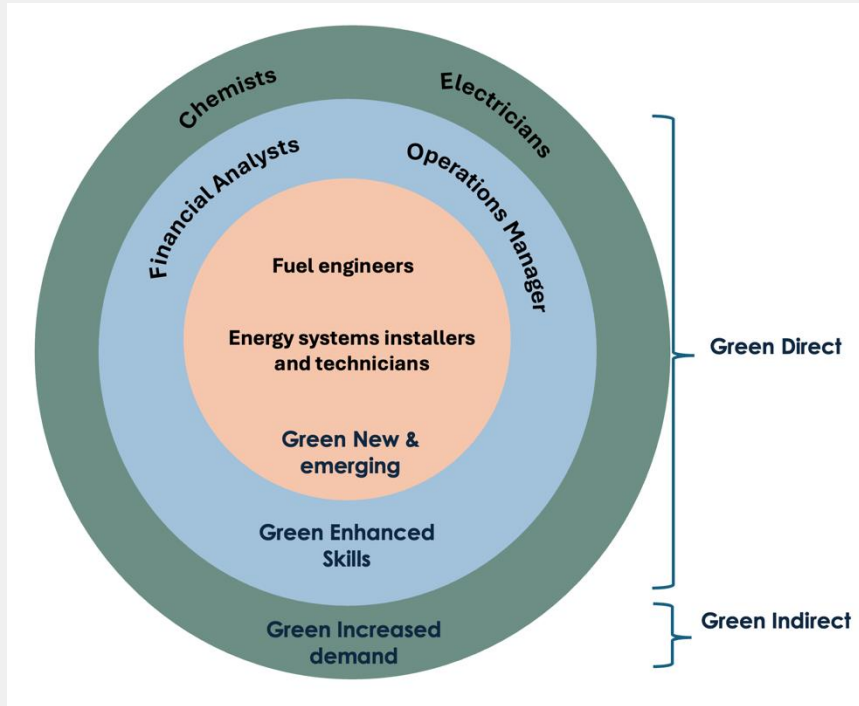 Chemists
Electricians
Financial Analysts
Operations Manager
Fuel engineers
Energy systems installers
and technicians
Green New &
emerging
Green Enhanced
Skills
Green Increased
demand
Green Direct
Green Indirect